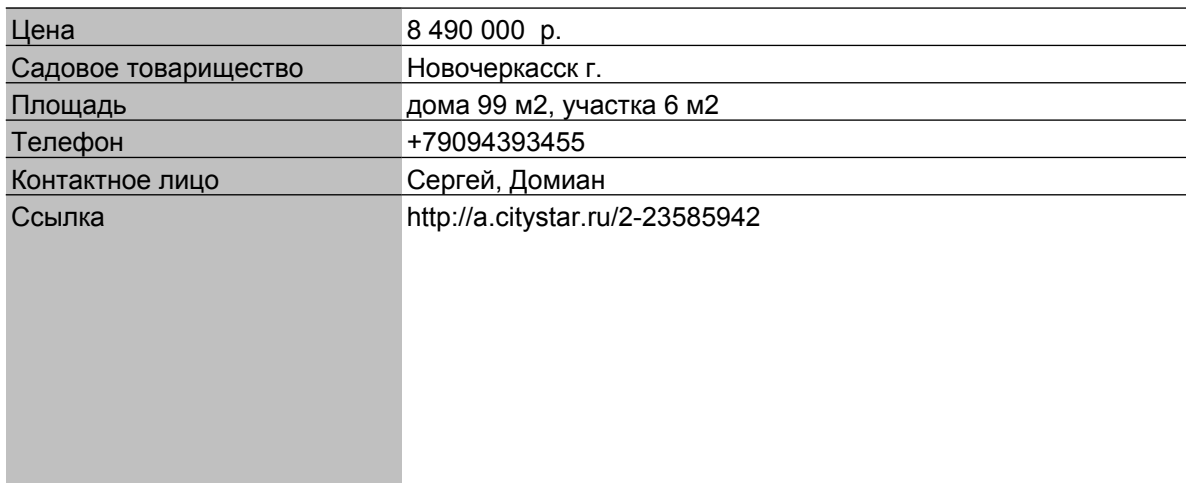 Цена 8 490 000 р.
Садовое товарищество Новочеркасск г.
Площадь дома 99 м2, участка 6 м2
Телефон +79094393455
Контактное лицо Сергей, Домиан
Ссылка http://a.citystar.ru/2-23585942